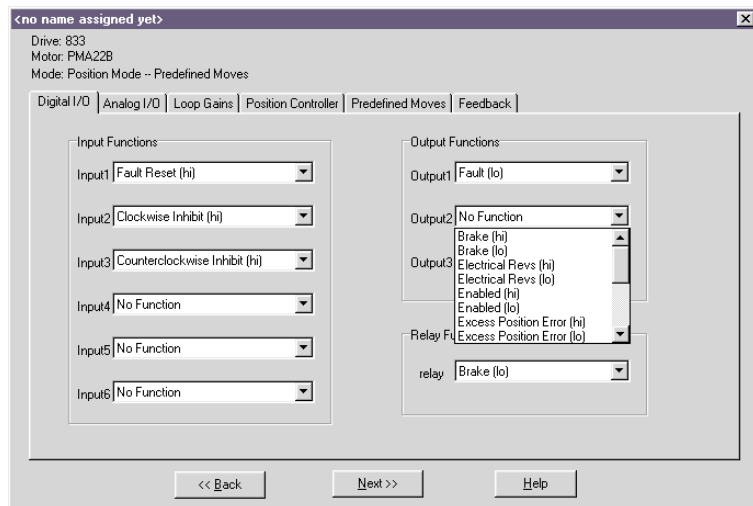 <no name assigned yet>
Drive: 833
Motor: PMA22B
Mode: Position Mode -- Predefined Moves
Digital I/O
Analog I/O
Loop Gains
Position Controller
Predefined Moves
Feedback
Input Functions
Input1 Fault Reset (hi)
Input2 Clockwise Inhibit (hi)
Input3 Counterclockwise Inhibit (hi)
Input4 No Function
Input5 No Function
Input6 No Function
Output Functions
Output1 Fault (lo)
Output2 No Function
Brake (hi)
Brake (lo)
Output3
Electrical Revs (hi)
Electrical Revs (lo)
Enabled (hi)
Enabled (lo)
Excess Position Error (hi)
Excess Position Error (lo)
Relay Fu
relay Brake (lo)
<< Back
Next >>
Help